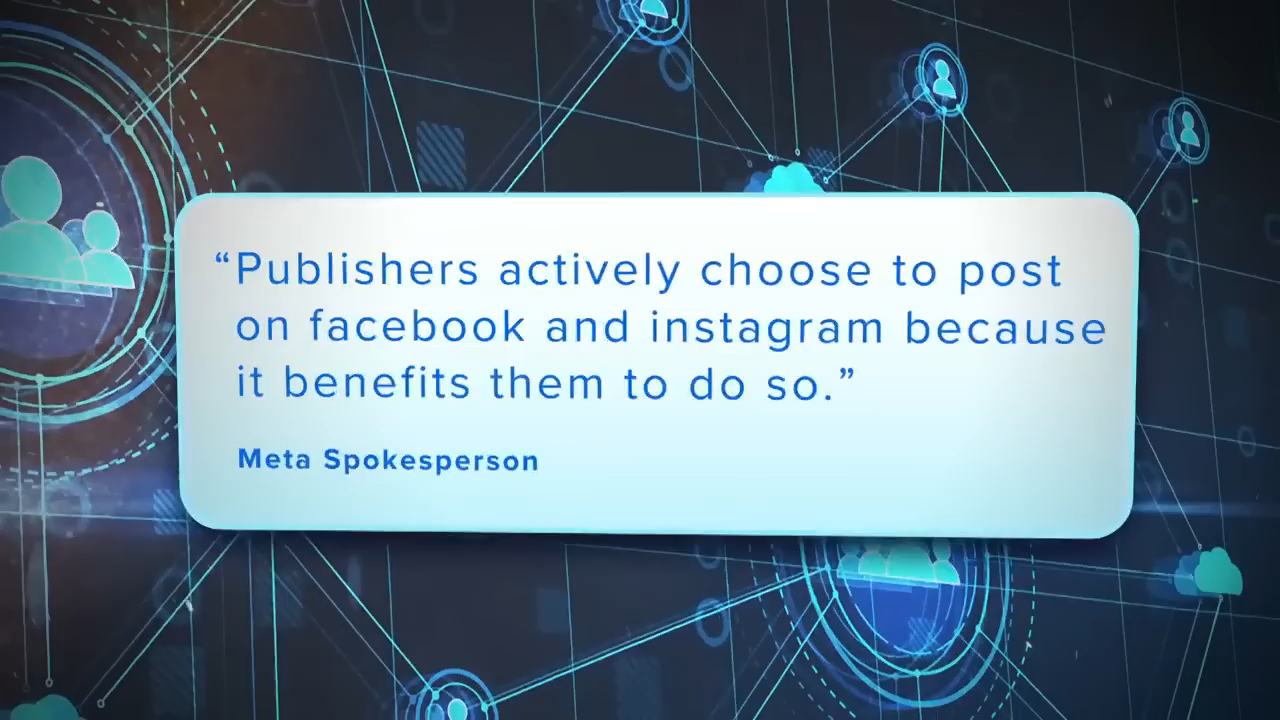 “Publishers actively choose to post
on facebook and instagram because
it benefits them to do so.”
Meta Spokesperson